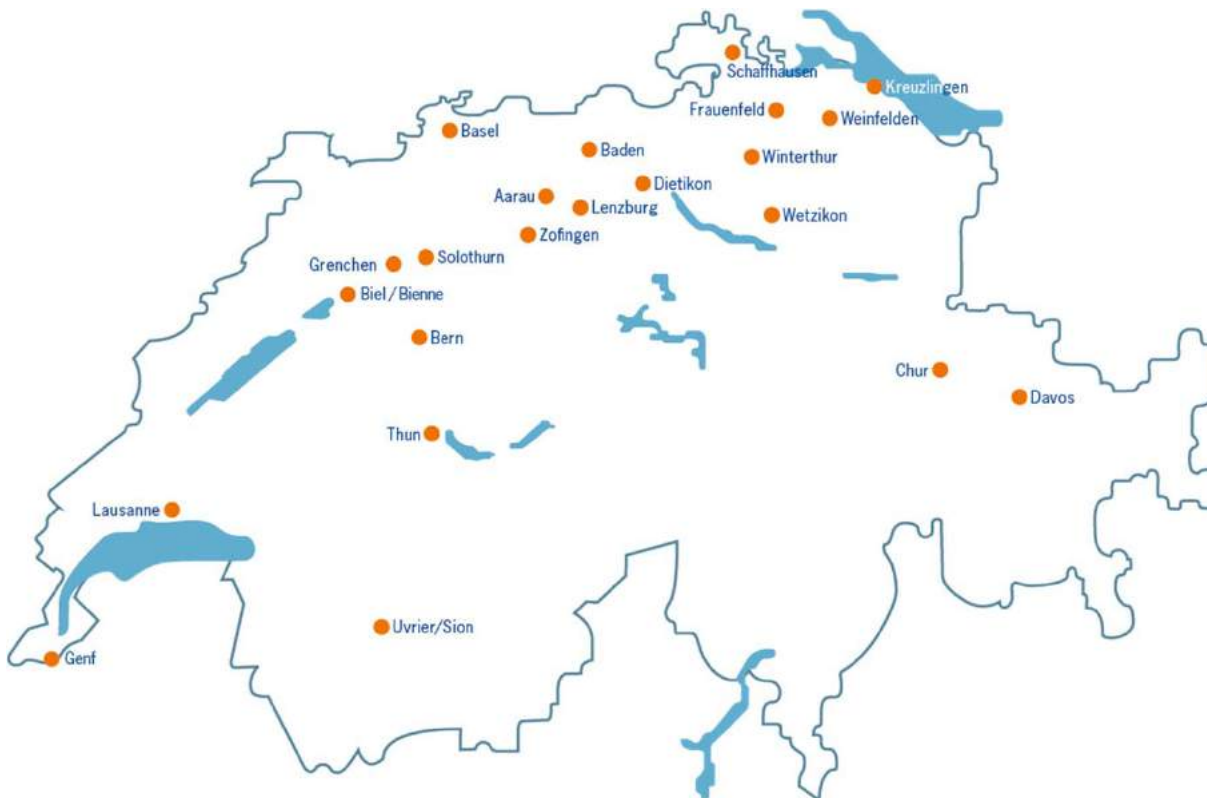 Schaffhausen
Kreuzlingen
Frauenfeld
Weinfelden
Basel
Baden
Winterthur
Dietikon
Aarau
Lenzburg
Wetzikon
Zofingen
Solothurn
Grenchen
Biel/Bienne
Bern
Chur
Davos
Thun
Lausanne
Uvrier/Sion
Genf